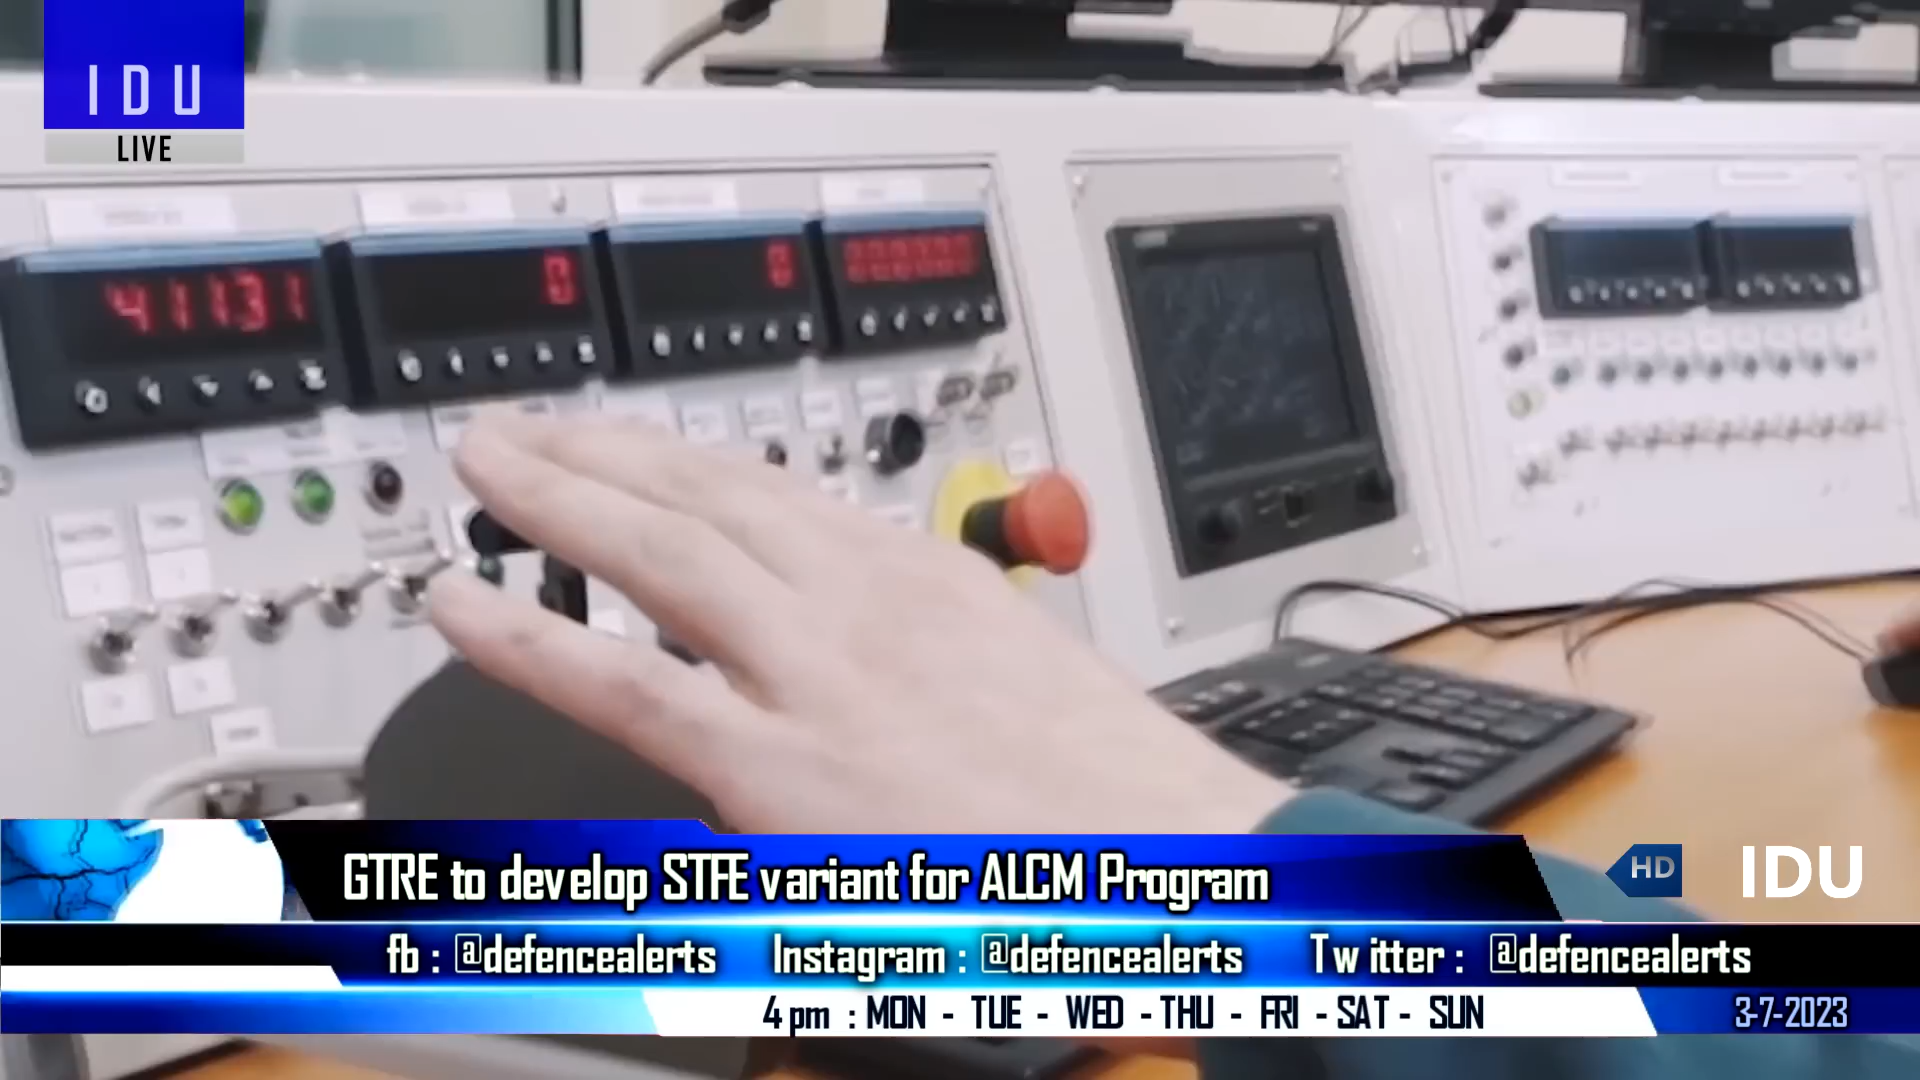 IDU
LIVE
41131
0
0
GTRE to develop STFE variant for ALCM Program
HD
IDU
fb : @defencealerts Instagram : @defencealerts Twitter : @defencealerts
4 pm : MON - TUE - WED - THU - FRI - SAT - SUN
3-7-2023